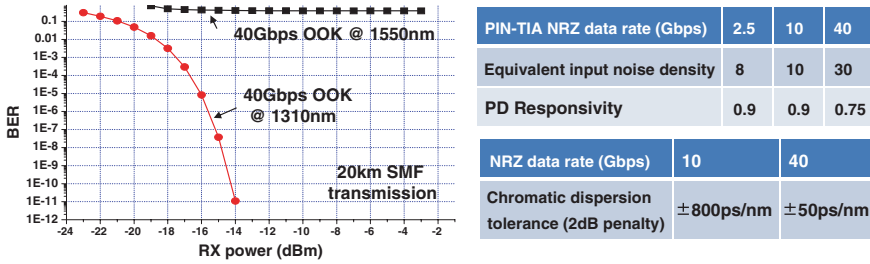 BER
0.1
0.01
1E-3
1E-4
1E-5
1E-6
1E-7
1E-8
1E-9
1E-10
1E-11
1E-12
-24 -22 -20 -18 -16 -14 -12 -10 -8 -6 -4 -2
RX power (dBm)
40Gbps OOK @ 1550nm
40Gbps OOK
@ 1310nm
20km SMF
transmission
PIN-TIA NRZ data rate (Gbps) 2.5 10 40
Equivalent input noise density 8 10 30
PD Responsivity 0.9 0.9 0.75
NRZ data rate (Gbps) 10 40
Chromatic dispersion
tolerance (2dB penalty) ±800ps/nm ±50ps/nm